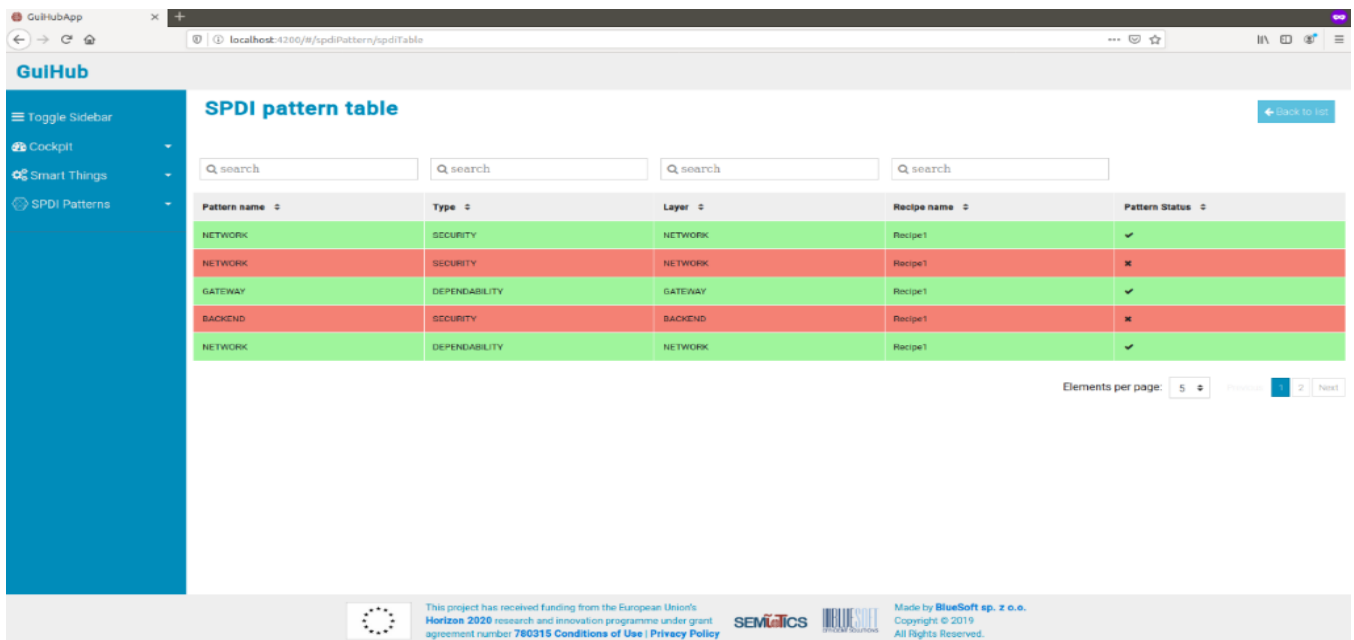 GuiHubApp
localhost:4200/#/spdiPattern/spdiTable
GuiHub
Toggle Sidebar
Cockpit
Smart Things
SPDI Patterns
SPDI pattern table
Back to list
search search search search
Pattern name Type Layer Recipe name Pattern Status
NETWORK SECURITY NETWORK Recipe1
NETWORK SECURITY NETWORK Recipe1
GATEWAY DEPENDABILITY GATEWAY Recipe1
BACKEND SECURITY BACKEND Recipe1
NETWORK DEPENDABILITY NETWORK Recipe1
Elements per page: 5 Previous 1 2 Next
This project has received funding from the European Union's
Horizon 2020 research and innovation programme under grant
agreement number 780315 Conditions of Use | Privacy Policy
SEMIoTICS
BLUESOFT
Made by BlueSoft sp. z o.o.
Copyright © 2019
All Rights Reserved.